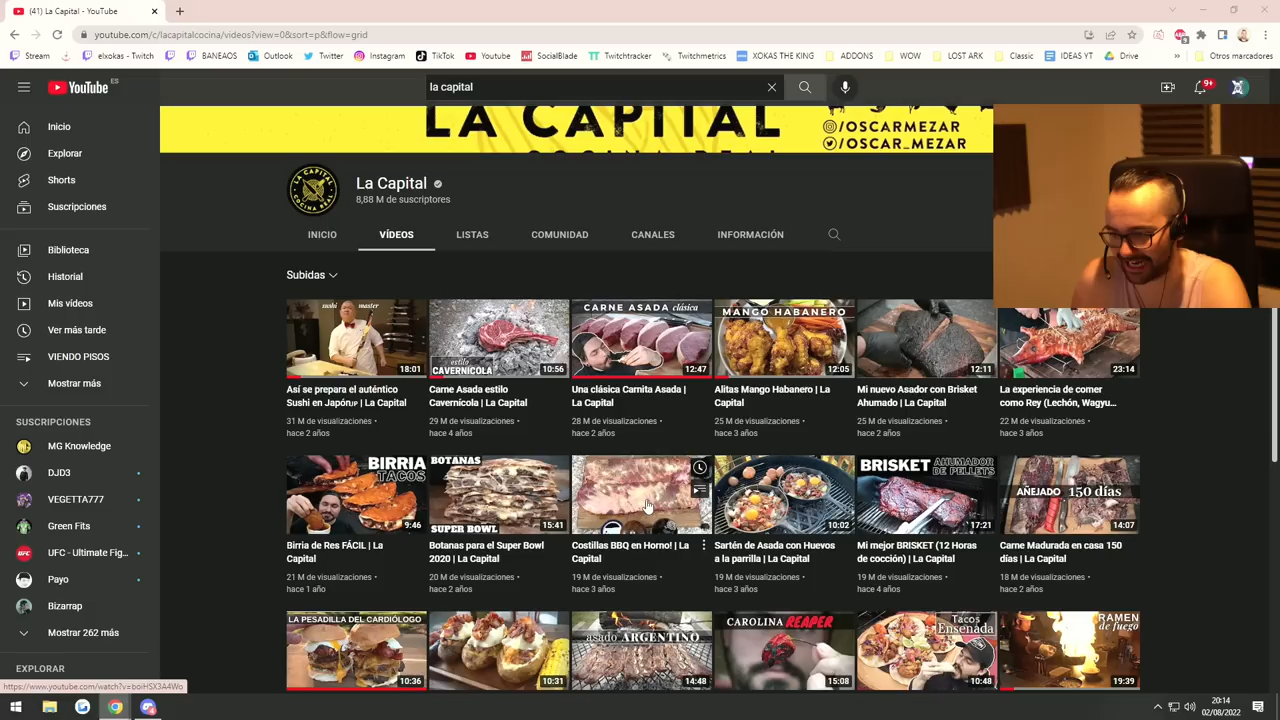 La Capital - YouTube
youtube.com/c/lacapitalcocina/videos?view=0&sort=p&flow=grid
Stream
elxokas - Twitch
BANEAOS
Outlook
Twitter
Instagram
TikTok
Youtube
SocialBlade
Twitchtracker
Twitchmetrics
XOKAS THE KING
ADDONS
WOW
LOST ARK
Classic
IDEAS YT
Drive
Otros marcadores
YouTube ES
la capital
9+
Inicio
Explorar
Shorts
Suscripciones
Biblioteca
Historial
Mis vídeos
Ver más tarde
VIENDO PISOS
Mostrar más
SUSCRIPCIONES
MG Knowledge
DJD3
VEGETTA777
Green Fits
UFC - Ultimate Fig...
Payo
Bizarrap
Mostrar 262 más
EXPLORAR
https://www.youtube.com/watch?v=boiHSX3A4Wo
LA CAPITAL
/OSCARMEZAR
/OSCAR_MEZAR
LA CAPITAL
COCINA REAL
La Capital
8,88 M de suscriptores
INICIO
VÍDEOS
LISTAS
COMUNIDAD
CANALES
INFORMACIÓN
Subidas
sushi master
18:01
Así se prepara el auténtico
Sushi en Japón | La Capital
31 M de visualizaciones •
hace 2 años
estilo
CAVERNÍCOLA
10:56
Carne Asada estilo
Cavernícola | La Capital
29 M de visualizaciones •
hace 4 años
CARNE ASADA clásica
12:47
Una clásica Carnita Asada |
La Capital
28 M de visualizaciones •
hace 2 años
MANGO HABANERO
12:05
Alitas Mango Habanero | La
Capital
25 M de visualizaciones •
hace 3 años
12:11
Mi nuevo Asador con Brisket
Ahumado | La Capital
25 M de visualizaciones •
hace 2 años
23:14
La experiencia de comer
como Rey (Lechón, Wagyu...
22 M de visualizaciones •
hace 3 años
BIRRIA
TACOS
9:46
Birria de Res FÁCIL | La
Capital
21 M de visualizaciones •
hace 1 año
BOTANAS
SUPER BOWL
15:41
Botanas para el Super Bowl
2020 | La Capital
20 M de visualizaciones •
hace 2 años
Costillas BBQ en Horno! | La
Capital
19 M de visualizaciones •
hace 3 años
10:02
Sartén de Asada con Huevos
a la parrilla | La Capital
19 M de visualizaciones •
hace 3 años
BRISKET
AHUMADOR
DE PELLETS
17:21
Mi mejor BRISKET (12 Horas
de cocción) | La Capital
19 M de visualizaciones •
hace 4 años
AÑEJADO 150 días
14:07
Carne Madurada en casa 150
días | La Capital
18 M de visualizaciones •
hace 2 años
LA PESADILLA DEL CARDIÓLOGO
10:36
10:31
asado ARGENTINO
14:48
CAROLINA REAPER
15:08
Tacos
Ensenada
10:48
RAMEN
de fuego
19:39
20:14
02/08/2022